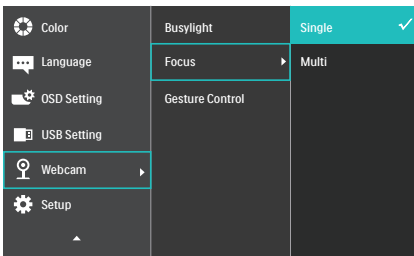 Color
Language
OSD Setting
USB Setting
Webcam
Setup
Busylight
Focus
Gesture Control
Single
Multi